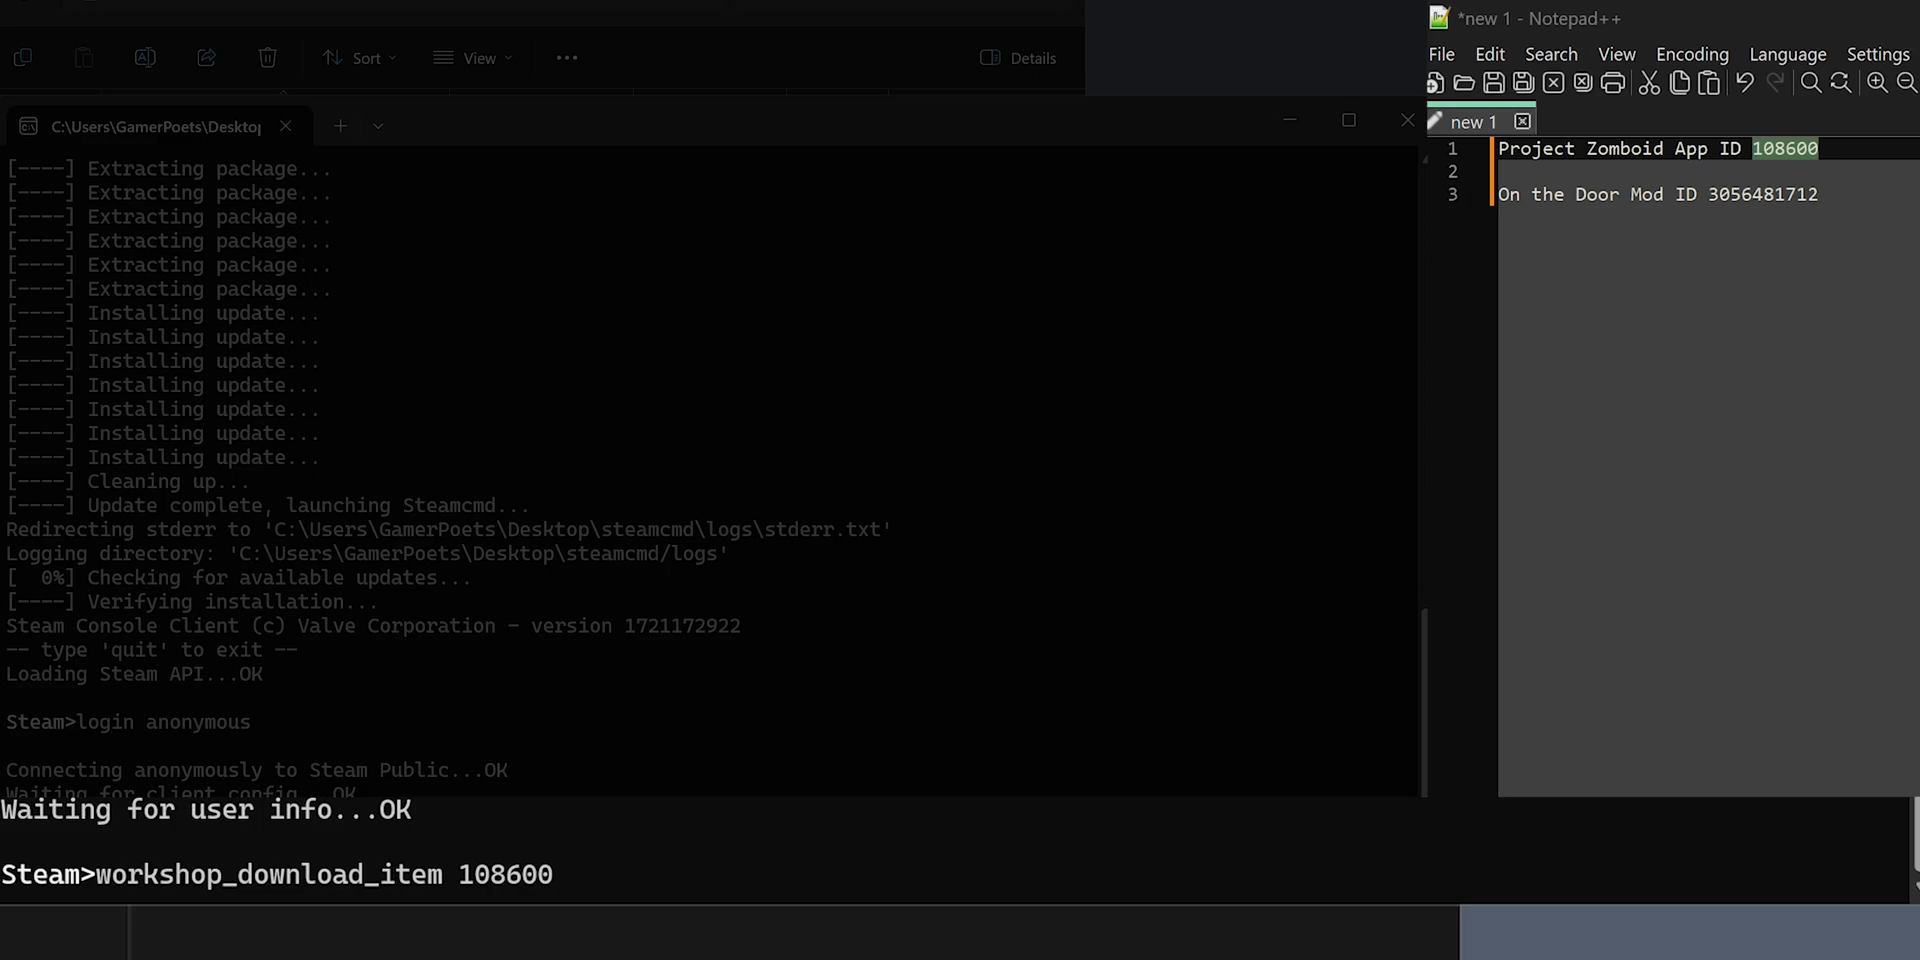 Sort
View
Details
C:\Users\GamerPoets\Deskto
[----] Extracting package...
[----] Extracting package...
[----] Extracting package...
[----] Extracting package...
[----] Extracting package...
[----] Extracting package...
[----] Installing update...
[----] Installing update...
[----] Installing update...
[----] Installing update...
[----] Installing update...
[----] Installing update...
[----] Installing update...
[----] Cleaning up...
[----] Update complete, launching Steamcmd...
Redirecting stderr to 'C:\Users\GamerPoets\Desktop\steamcmd\logs\stderr.txt'
Logging directory: 'C:\Users\GamerPoets\Desktop\steamcmd/logs'
[  0%] Checking for available updates...
[----] Verifying installation...
Steam Console Client (c) Valve Corporation - version 1721172922
-- type 'quit' to exit --
Loading Steam API...OK
Steam>login anonymous
Connecting anonymously to Steam Public...OK
Waiting for client config...OK
Waiting for user info...OK
Steam>workshop_download_item 108600
*new 1 - Notepad++
File Edit Search View Encoding Language Settings
new 1
1 Project Zomboid App ID 108600
2
3 On the Door Mod ID 3056481712